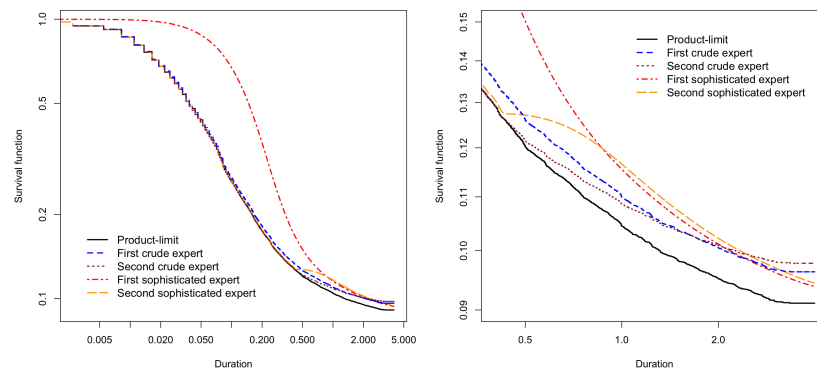 1.0
0.5
0.2
0.1
Survival function
Product-limit
First crude expert
Second crude expert
First sophisticated expert
Second sophisticated expert
0.005
0.020
0.050
0.200
0.500
2.000
5.000
Duration
0.15
0.14
0.13
0.12
0.11
0.10
0.09
Survival function
Product-limit
First crude expert
Second crude expert
First sophisticated expert
Second sophisticated expert
0.5
1.0
2.0
Duration